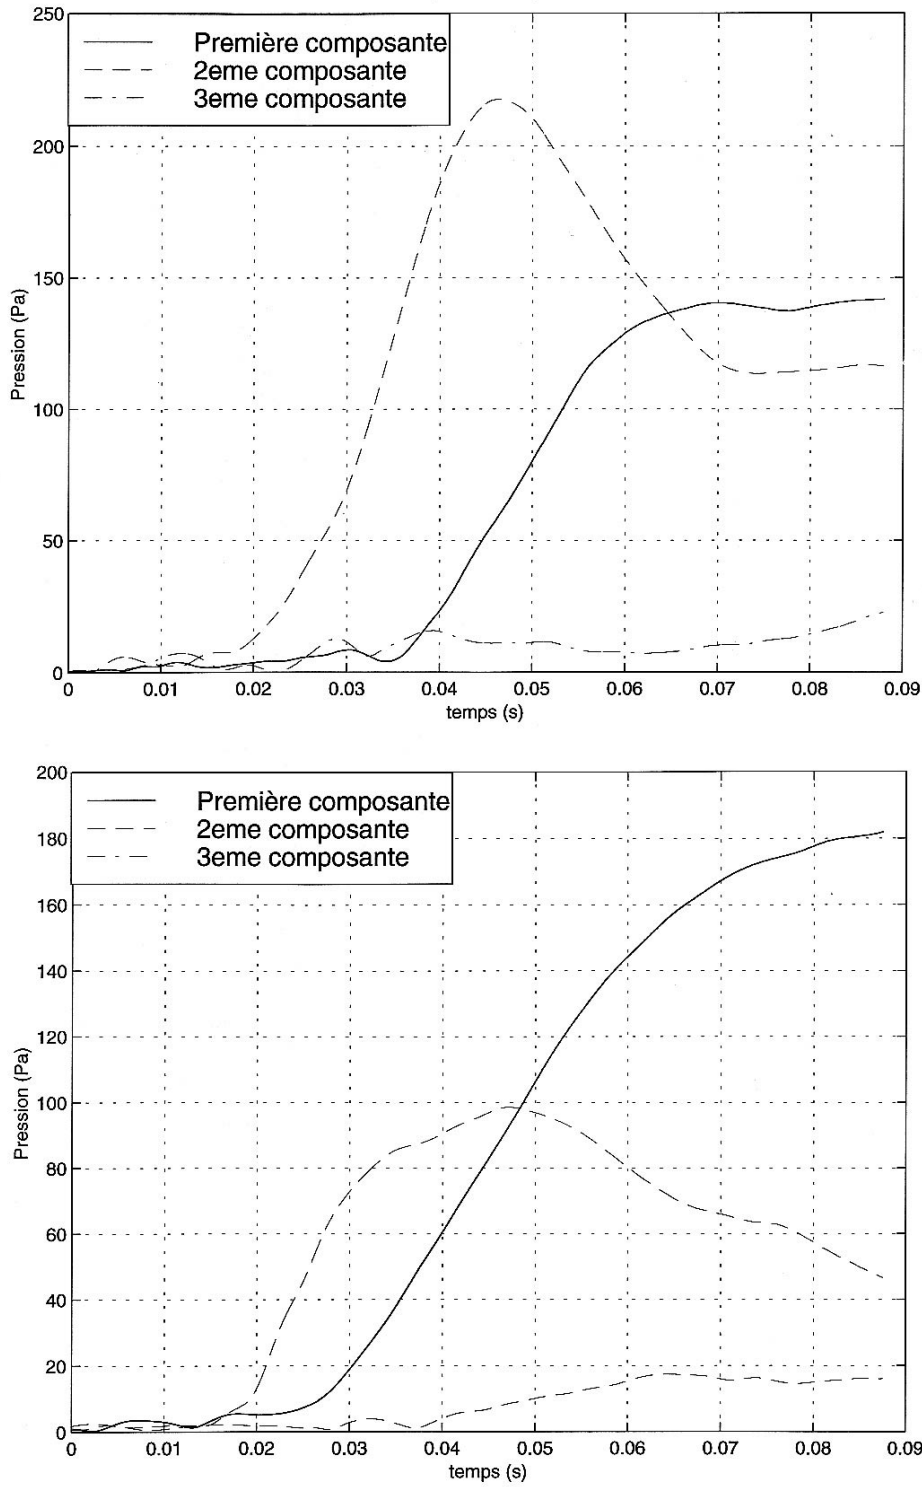 250
200
150
100
50
0
Pression (Pa)
Première composante
2eme composante
3eme composante
0 0.01 0.02 0.03 0.04 0.05 0.06 0.07 0.08 0.09
temps (s)
200
180
160
140
120
100
80
60
40
20
0
Pression (Pa)
Première composante
2eme composante
3eme composante
0 0.01 0.02 0.03 0.04 0.05 0.06 0.07 0.08 0.09
temps (s)